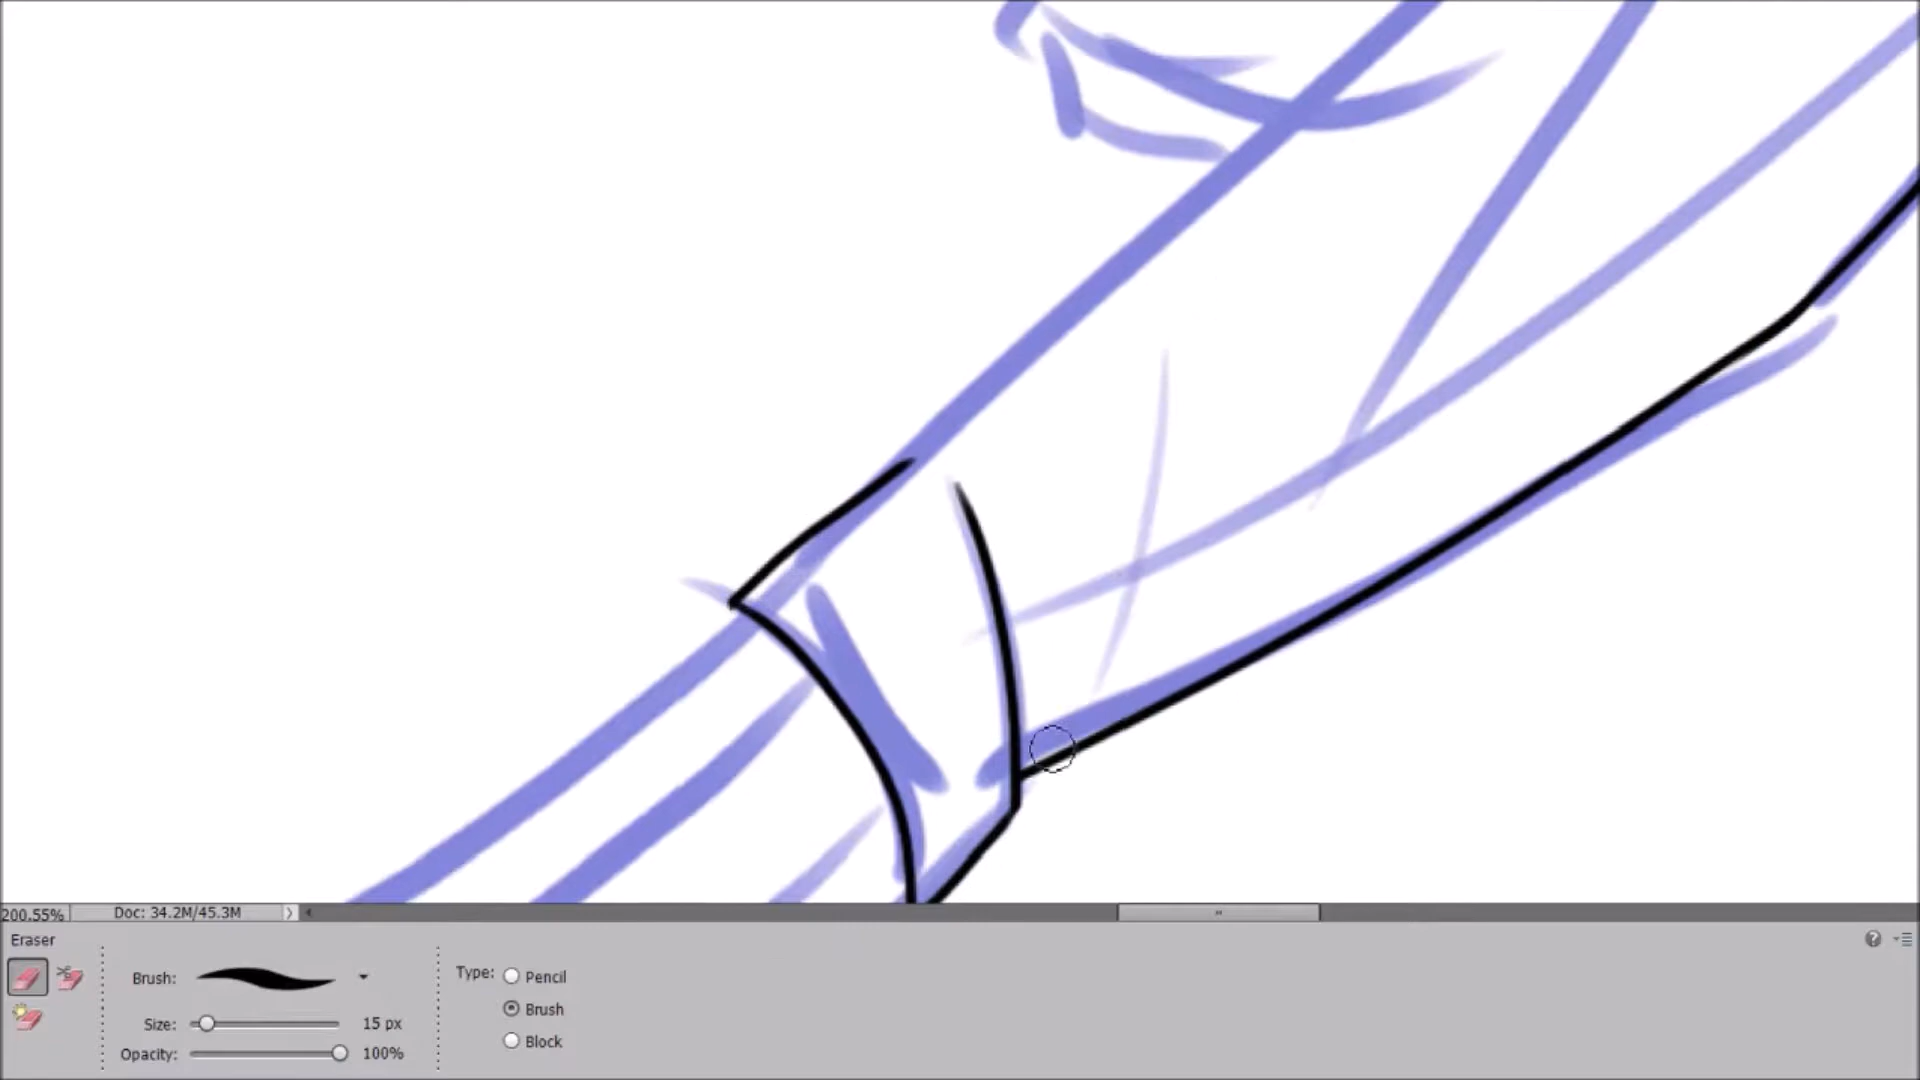 200.55%
Doc: 34.2M/45.3M
Eraser
Brush:
Size:
15 px
Opacity:
100%
Type:
Pencil
Brush
Block